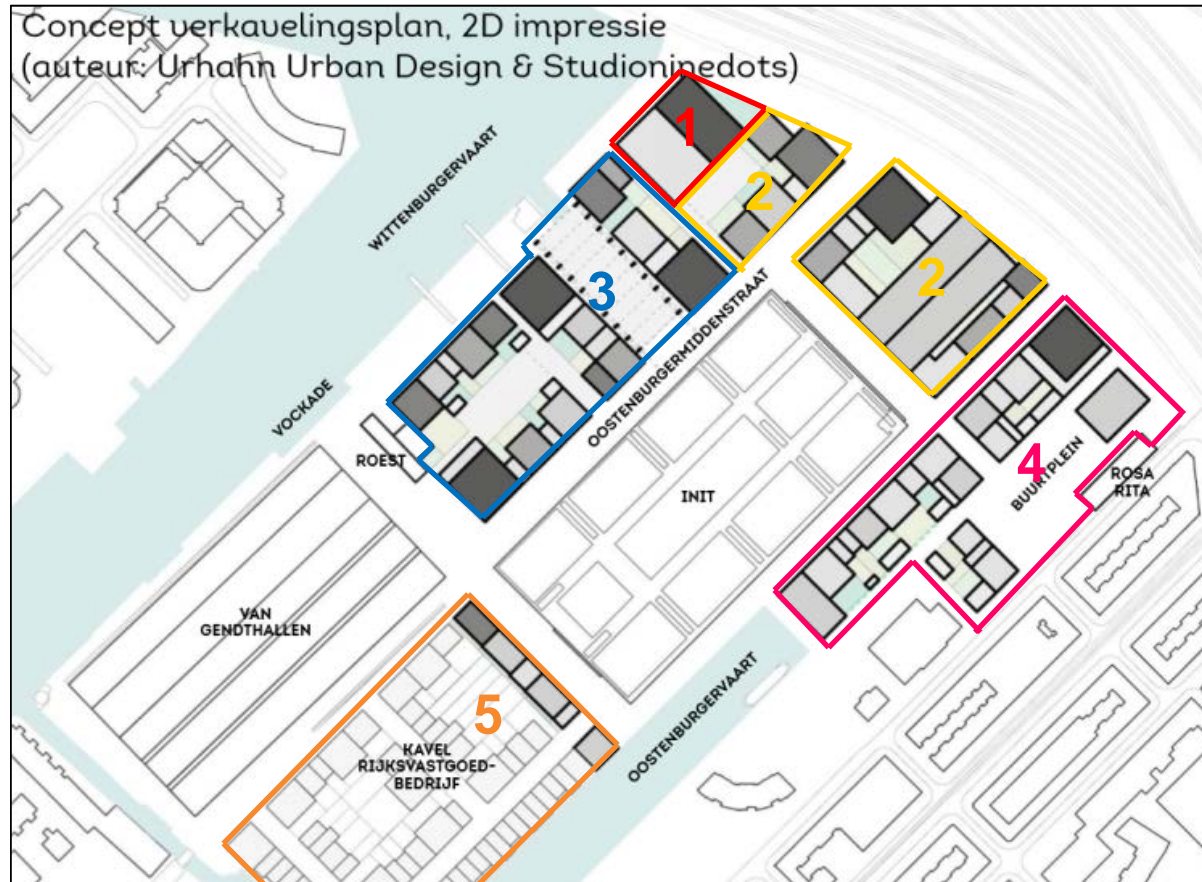 Concept verkavelingsplan, 2D impressie
(auteur: Urhahn Urban Design & Studioninedots)
WITTENBURGERVAART
1
2
2
3
OOSTENBURGERMIDDENSTRAAT
VOCKADE
ROEST
INIT
4
BUURTPLEIN
ROSA
RITA
VAN
GENDTHALLEN
5
KAVEL
RIJKSVASTGOED-
BEDRIJF
OOSTENBURGERVAART